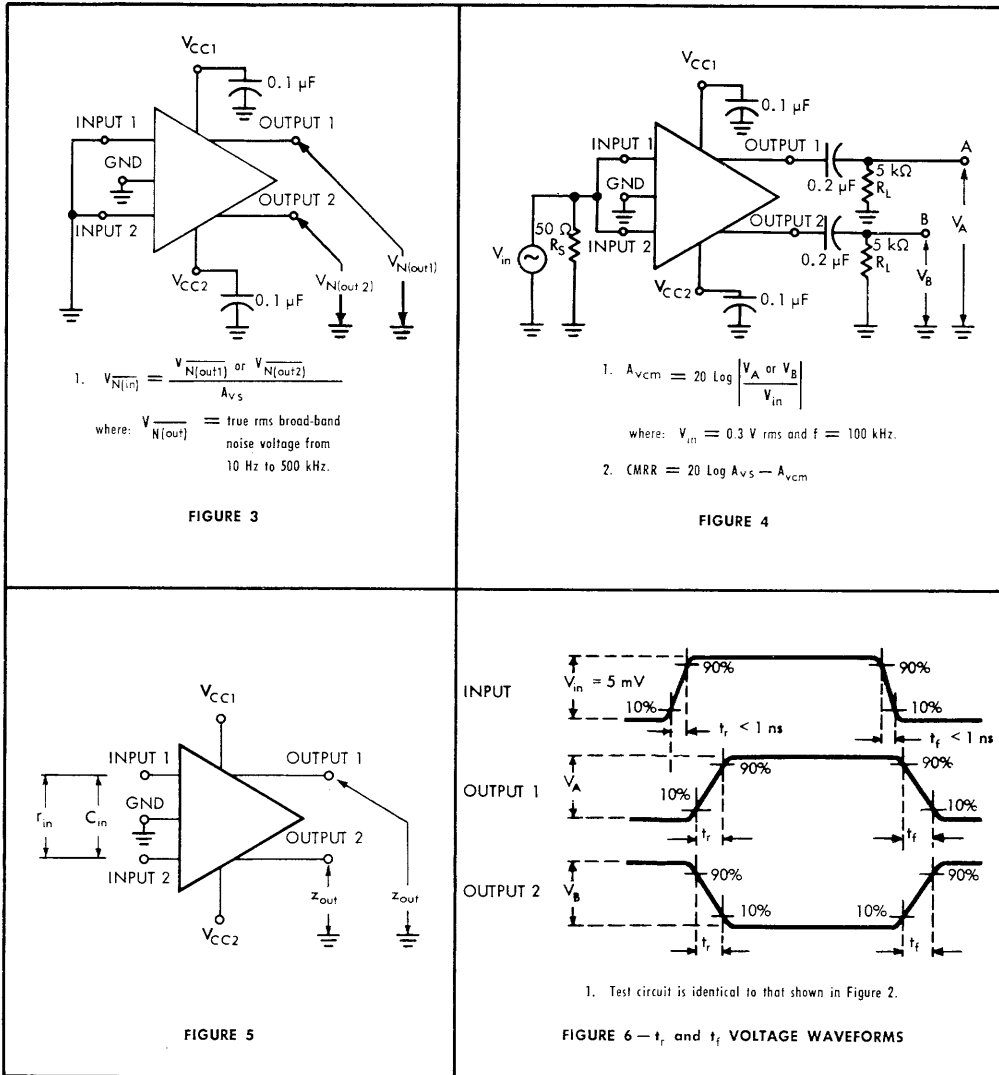 VCC1
0.1 µF
INPUT 1
OUTPUT 1
GND
OUTPUT 2
INPUT 2
VN(out1)
VN(out 2)
VCC2
0.1 µF
1. VN(in) = VN(out1) or VN(out2)
Avs
where: VN(out) = true rms broad-band
noise voltage from
10 Hz to 500 kHz.
FIGURE 3
VCC1
0.1 µF
INPUT 1
OUTPUT 1
A
GND
0.2 µF
5 kΩ
RL
OUTPUT 2
B
50 Ω
RS
INPUT 2
Vin
0.2 µF
5 kΩ
RL
VA
VB
VCC2
0.1 µF
1. Avcm = 20 Log |VA or VB
Vin|
where: Vin = 0.3 V rms and f = 100 kHz.
2. CMRR = 20 Log Avs — Avcm
FIGURE 4
VCC1
INPUT 1
OUTPUT 1
rin
Cin
GND
OUTPUT 2
INPUT 2
zout
zout
VCC2
FIGURE 5
INPUT
Vin = 5 mV
90%
90%
10%
10%
tr < 1 ns
tf < 1 ns
OUTPUT 1
VA
90%
90%
10%
10%
tr
tf
OUTPUT 2
VB
90%
90%
10%
10%
tr
tf
1. Test circuit is identical to that shown in Figure 2.
FIGURE 6 — tr and tf VOLTAGE WAVEFORMS